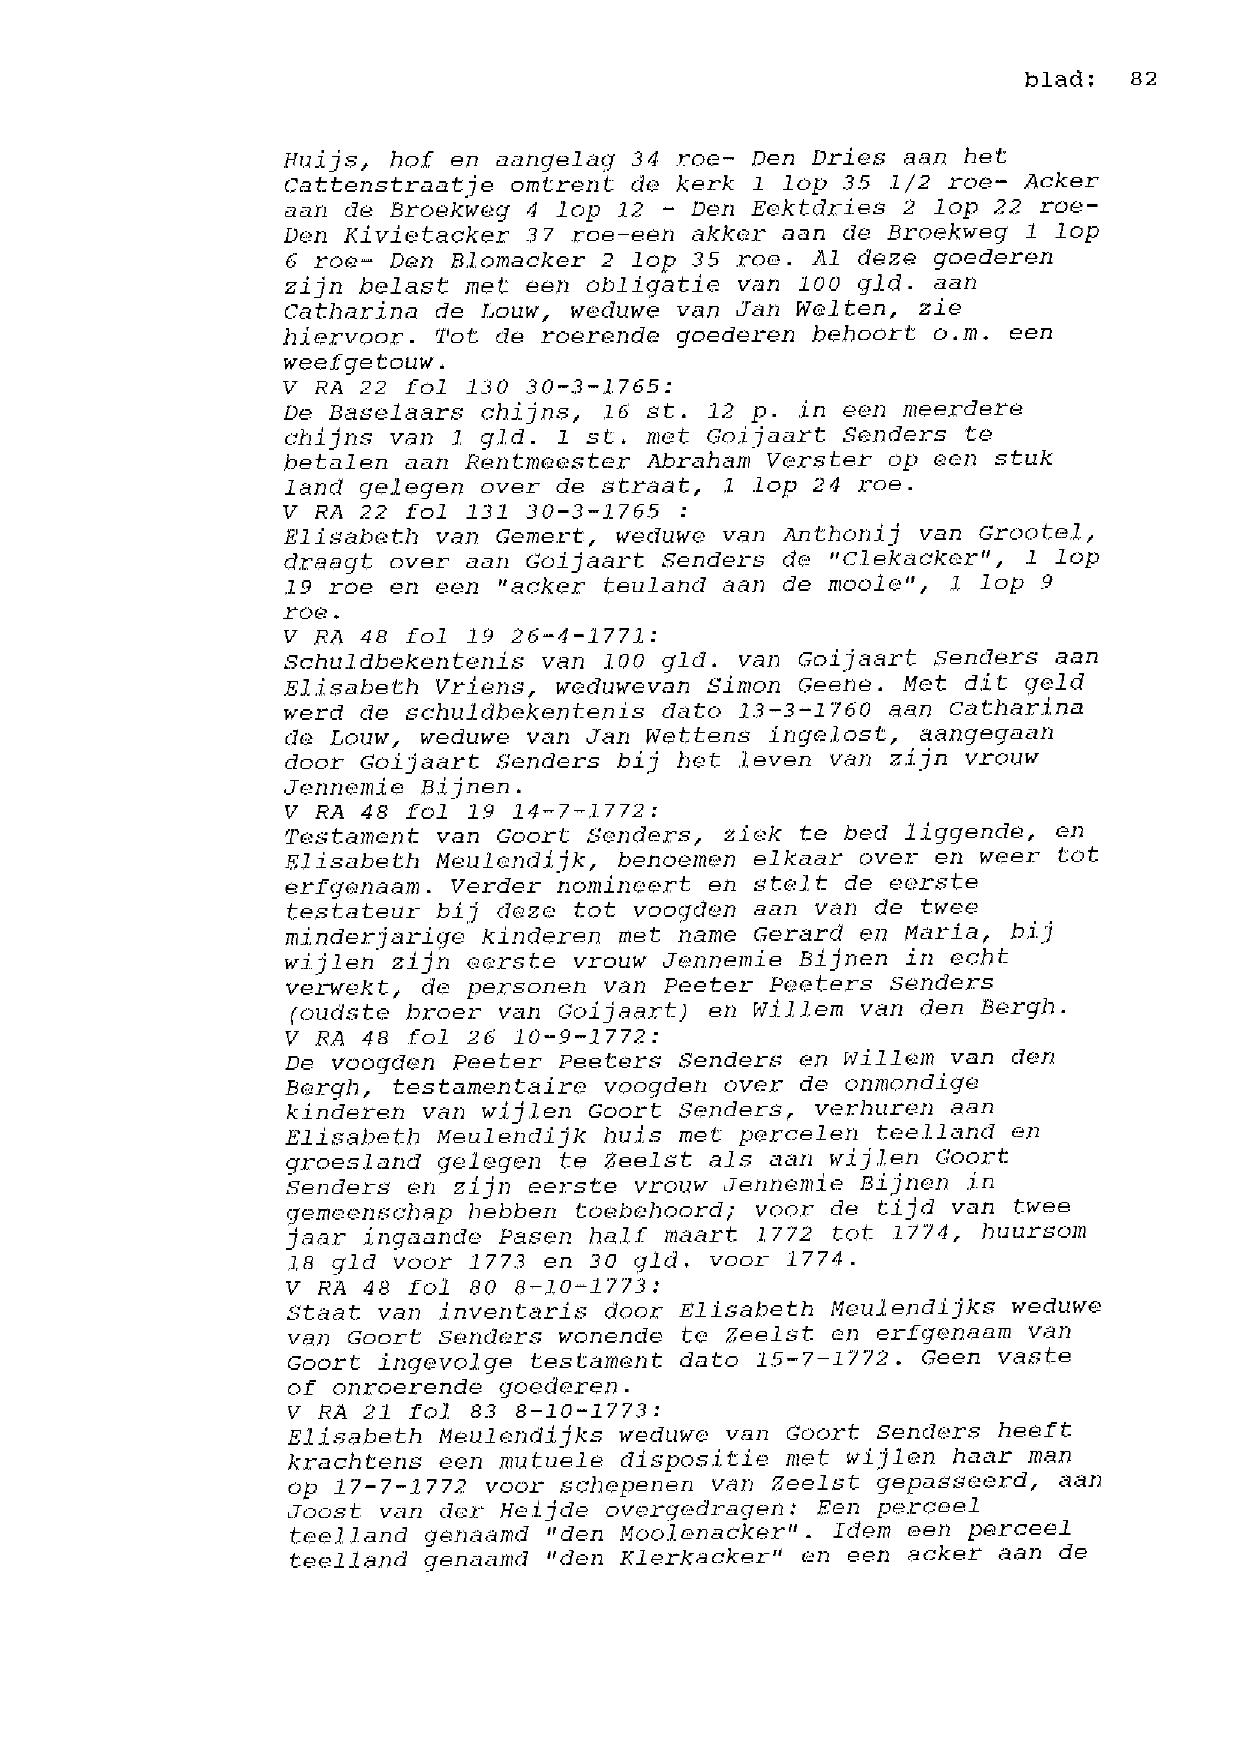 blad: 82
Huijs, hof en aangelag 34 roe- Den Dries aan het
Cattenstraatje omtrent de kerk 1 lop 35 1/2 roe- Acker
aan de Broekweg 4 lop 12 - Den Eektdries 2 lop 22 roe-
Den Kivietacker 37 roe-een akker aan de Broekweg 1 lop
6 roe- Den Blomacker 2 lop 35 roe. Al deze goederen
zijn belast met een obligatie van 100 gld. aan
Catharina de Louw, weduwe van Jan Welten, zie
hiervoor. Tot de roerende goederen behoort o.m. een
weefgetouw.
V RA 22 fol 130 30-3-1765:
De Baselaars chijns, 16 st. 12 p. in een meerdere
chijns van 1 gld. 1 st. met Goijaart Senders te
betalen aan Rentmeester Abraham Verster op een stuk
land gelegen over de straat, 1 lop 24 roe.
V RA 22 fol 131 30-3-1765 :
Elisabeth van Gemert, weduwe van Anthonij van Grootel,
draagt over aan Goijaart Senders de "Clekacker", 1 lop
19 roe en een "acker teuland aan de moole", 1 lop 9
roe.
V RA 48 fol 19 26-4-1771:
Schuldbekentenis van 100 gld. van Goijaart Senders aan
Elisabeth Vriens, weduwevan Simon Geene. Met dit geld
werd de schuldbekentenis dato 13-3-1760 aan Catharina
de Louw, weduwe van Jan Wettens ingelost, aangegaan
door Goijaart Senders bij het leven van zijn vrouw
Jennemie Bijnen.
V RA 48 fol 19 14-7-1772:
Testament van Goort Senders, ziek te bed liggende, en
Elisabeth Meulendijk, benoemen elkaar over en weer tot
erfgenaam. Verder nomineert en stelt de eerste
testateur bij deze tot voogden aan van de twee
minderjarige kinderen met name Gerard en Maria, bij
wijlen zijn eerste vrouw Jennemie Bijnen in echt
verwekt, de personen van Peeter Peeters Senders
(oudste broer van Goijaart) en Willem van den Bergh.
V RA 48 fol 26 10-9-1772:
De voogden Peeter Peeters Senders en Willem van den
Bergh, testamentaire voogden over de onmondige
kinderen van wijlen Goort Senders, verhuren aan
Elisabeth Meulendijk huis met percelen teelland en
groesland gelegen te Zeelst als aan wijlen Goort
Senders en zijn eerste vrouw Jennemie Bijnen in
gemeenschap hebben toebehoord; voor de tijd van twee
jaar ingaande Pasen half maart 1772 tot 1774, huursom
18 gld voor 1773 en 30 gld. voor 1774.
V RA 48 fol 80 8-10-1773:
Staat van inventaris door Elisabeth Meulendijks weduwe
van Goort Senders wonende te Zeelst en erfgenaam van
Goort ingevolge testament dato 15-7-1772. Geen vaste
of onroerende goederen.
V RA 21 fol 83 8-10-1773:
Elisabeth Meulendijks weduwe van Goort Senders heeft
krachtens een mutuele dispositie met wijlen haar man
op 17-7-1772 voor schepenen van Zeelst gepasseerd, aan
Joost van der Heijde overgedragen: Een perceel
teelland genaamd "den Moolenacker". Idem een perceel
teelland genaamd "den Klerkacker" en een acker aan de